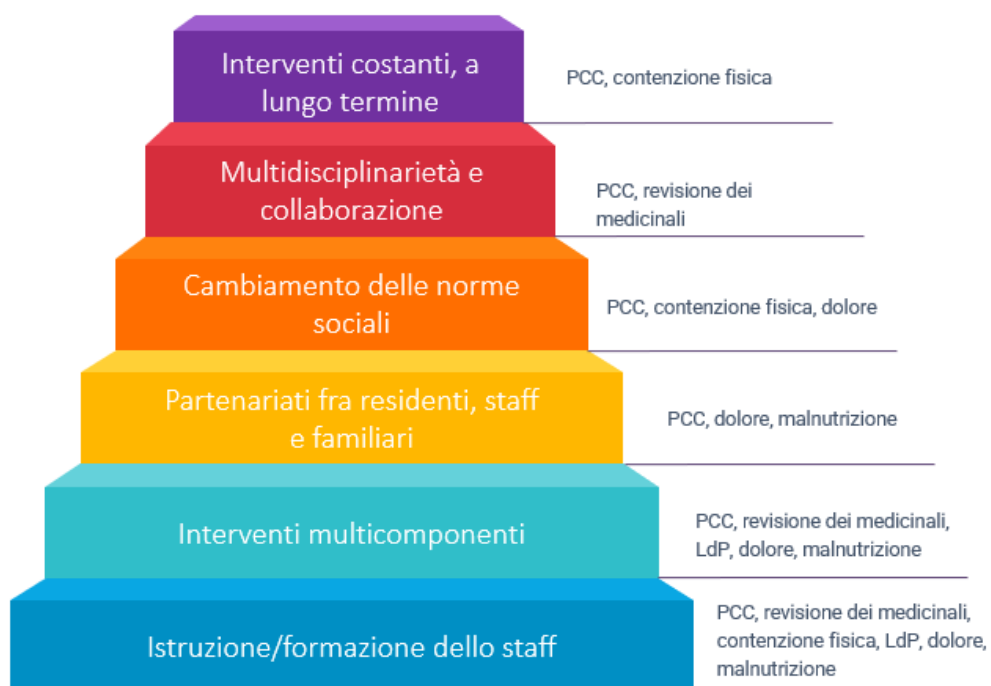 Interventi costanti, a
lungo termine
PCC, contenzione fisica
Multidisciplinarietà e
collaborazione
PCC, revisione dei
medicinali
Cambiamento delle norme
sociali
PCC, contenzione fisica, dolore
Partenariati fra residenti, staff
e familiari
PCC, dolore, malnutrizione
Interventi multicomponenti
PCC, revisione dei medicinali,
LdP, dolore, malnutrizione
Istruzione/formazione dello staff
PCC, revisione dei medicinali,
contenzione fisica, LdP, dolore,
malnutrizione